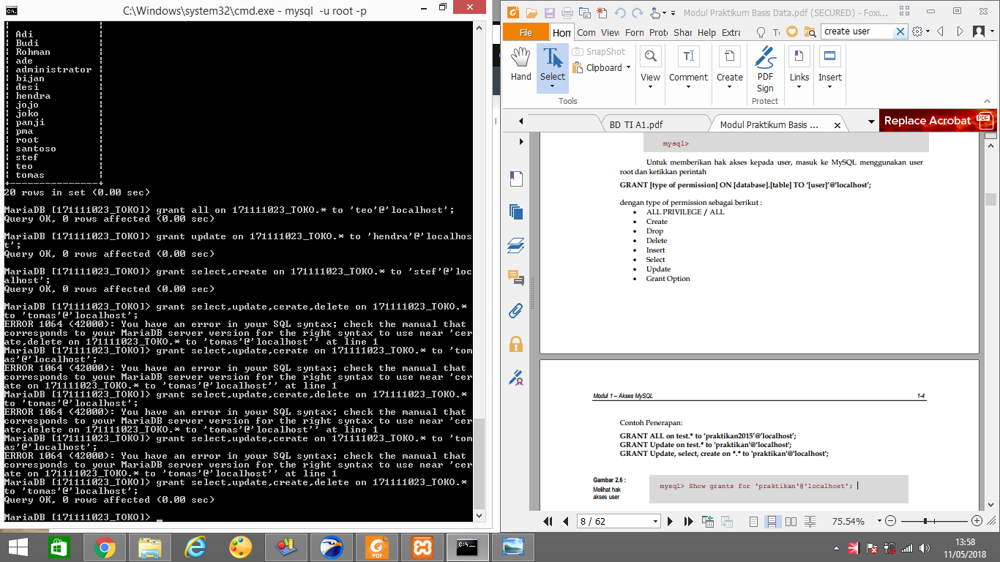 C:\Windows\system32\cmd.exe - mysql -u root -p
Adi
Budi
Rohman
ade
administrator
bijan
desi
hendra
jojo
joko
panji
pma
root
santoso
stef
teo
tomas
+---------------+
20 rows in set (0.00 sec)
MariaDB [171111023_TOKO]> grant all on 171111023_TOKO.* to 'teo'@'localhost';
Query OK, 0 rows affected (0.00 sec)
MariaDB [171111023_TOKO]> grant update on 171111023_TOKO.* to 'hendra'@'localhos
t';
Query OK, 0 rows affected (0.00 sec)
MariaDB [171111023_TOKO]> grant select,create on 171111023_TOKO.* to 'stef'@'loc
alhost';
Query OK, 0 rows affected (0.00 sec)
MariaDB [171111023_TOKO]> grant select,update,cerate,delete on 171111023_TOKO.*
to 'tomas'@'localhost';
ERROR 1064 (42000): You have an error in your SQL syntax; check the manual that
corresponds to your MariaDB server version for the right syntax to use near 'cer
ate,delete on 171111023_TOKO.* to 'tomas'@'localhost'' at line 1
MariaDB [171111023_TOKO]> grant select,update,cerate on 171111023_TOKO.* to 'tom
as'@'localhost';
ERROR 1064 (42000): You have an error in your SQL syntax; check the manual that
corresponds to your MariaDB server version for the right syntax to use near 'cer
ate on 171111023_TOKO.* to 'tomas'@'localhost'' at line 1
MariaDB [171111023_TOKO]> grant select,update,cerate,delete on 171111023_TOKO.*
to 'tomas'@'localhost';
ERROR 1064 (42000): You have an error in your SQL syntax; check the manual that
corresponds to your MariaDB server version for the right syntax to use near 'cer
ate,delete on 171111023_TOKO.* to 'tomas'@'localhost'' at line 1
MariaDB [171111023_TOKO]> grant select,update,cerate on 171111023_TOKO.* to 'tom
as'@'localhost';
ERROR 1064 (42000): You have an error in your SQL syntax; check the manual that
corresponds to your MariaDB server version for the right syntax to use near 'cer
ate on 171111023_TOKO.* to 'tomas'@'localhost'' at line 1
MariaDB [171111023_TOKO]> grant select,update,create,delete on 171111023_TOKO.*
to 'tomas'@'localhost';
Query OK, 0 rows affected (0.00 sec)
MariaDB [171111023_TOKO]> _
Modul Praktikum Basis Data.pdf (SECURED) - Foxi
File Hom Com View Forn Prote Shar Help Extra create user
Hand
Select
SnapShot
Clipboard
View
Comment
Create
PDF
Sign
Links
Insert
Tools
Protect
BD TI A1.pdf
Modul Praktikum Basis ...
Replace Acrobat PDF
mysql>
Untuk memberikan hak akses kepada user, masuk ke MySQL menggunakan user
root dan ketikkan perintah
GRANT [type of permission] ON [database].[table] TO '[user]'@'localhost';
dengan type of permission sebagai berikut :
• ALL PRIVILEGE / ALL
• Create
• Drop
• Delete
• Insert
• Select
• Update
• Grant Option
Modul 1 – Akses MySQL 1-4
Contoh Penerapan:
GRANT ALL on test.* to 'praktikan2015'@'localhost';
GRANT Update on test.* to 'praktikan'@'localhost';
GRANT Update, select, create on *.* to 'praktikan'@'localhost';
Gambar 2.6 :
Melihat hak
akses user
mysql> Show grants for 'praktikan'@'localhost';
8 / 62
75.54%
PDF
13:58
11/05/2018